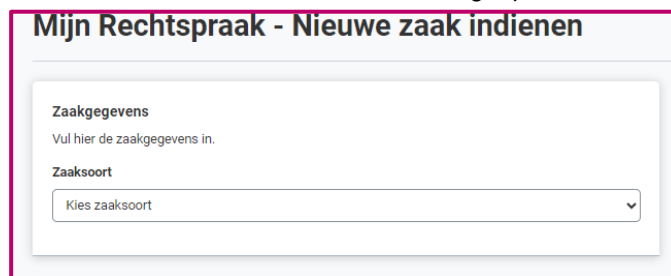 Mijn Rechtspraak - Nieuwe zaak indienen
Zaakgegevens
Vul hier de zaakgegevens in.
Zaaksoort
Kies zaaksoort